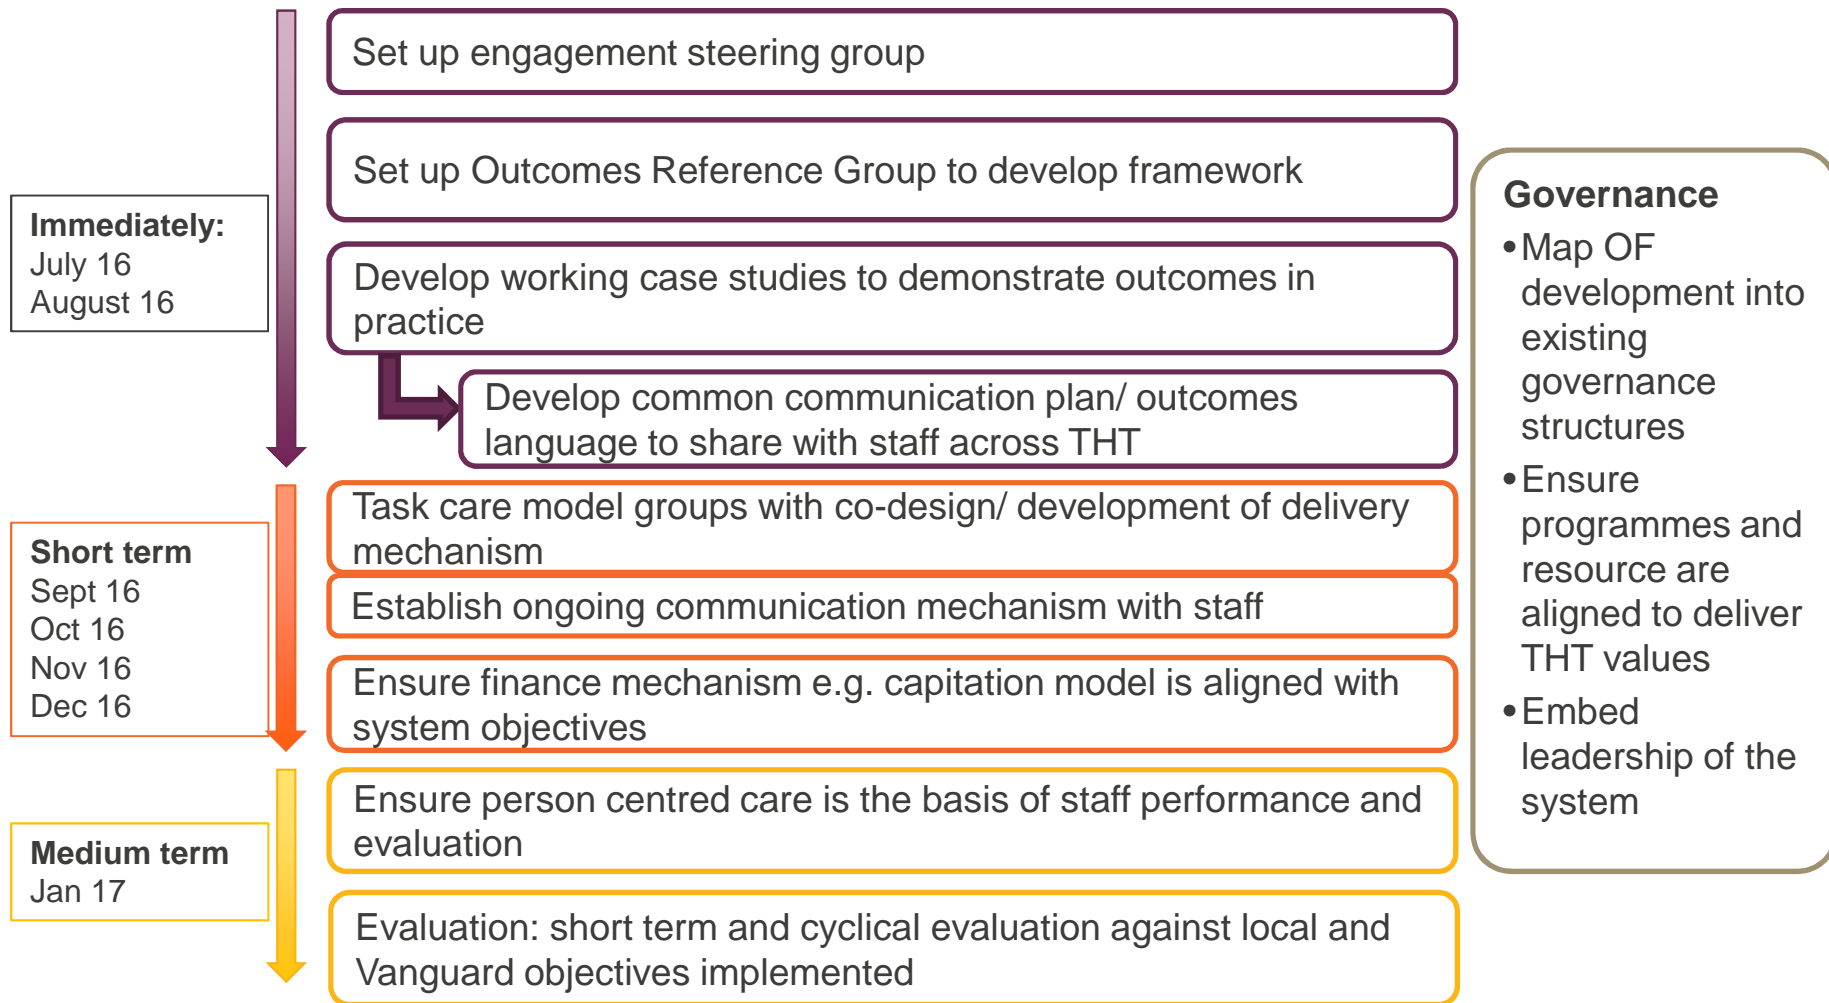 Set up engagement steering group
Set up Outcomes Reference Group to develop framework
Immediately:
July 16
August 16
Develop working case studies to demonstrate outcomes in
practice
Develop common communication plan/ outcomes
language to share with staff across THT
Short term
Sept 16
Oct 16
Nov 16
Dec 16
Task care model groups with co-design/ development of delivery
mechanism
Establish ongoing communication mechanism with staff
Ensure finance mechanism e.g. capitation model is aligned with
system objectives
Medium term
Jan 17
Ensure person centred care is the basis of staff performance and
evaluation
Evaluation: short term and cyclical evaluation against local and
Vanguard objectives implemented
Governance
•Map OF
development into
existing
governance
structures
•Ensure
programmes and
resource are
aligned to deliver
THT values
•Embed
leadership of the
system